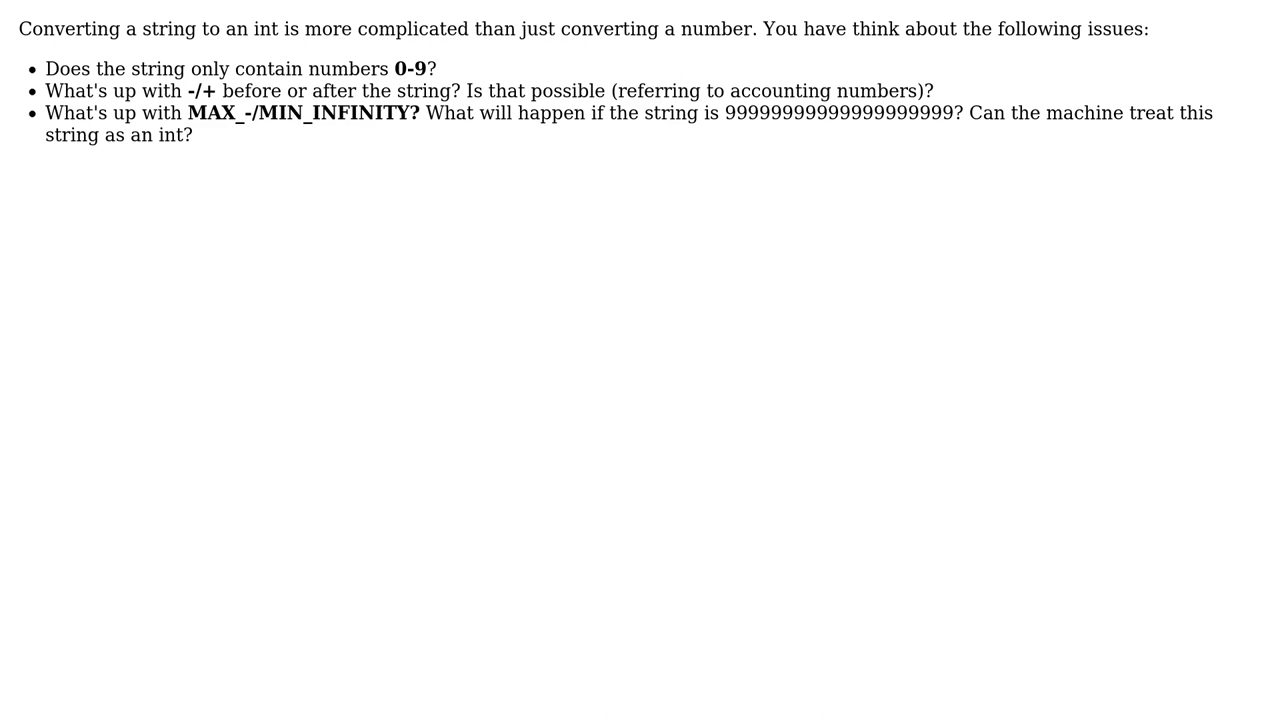 Converting a string to an int is more complicated than just converting a number. You have think about the following issues:
• Does the string only contain numbers 0-9?
• What's up with -/+ before or after the string? Is that possible (referring to accounting numbers)?
• What's up with MAX_-/MIN_INFINITY? What will happen if the string is 99999999999999999999? Can the machine treat this
string as an int?